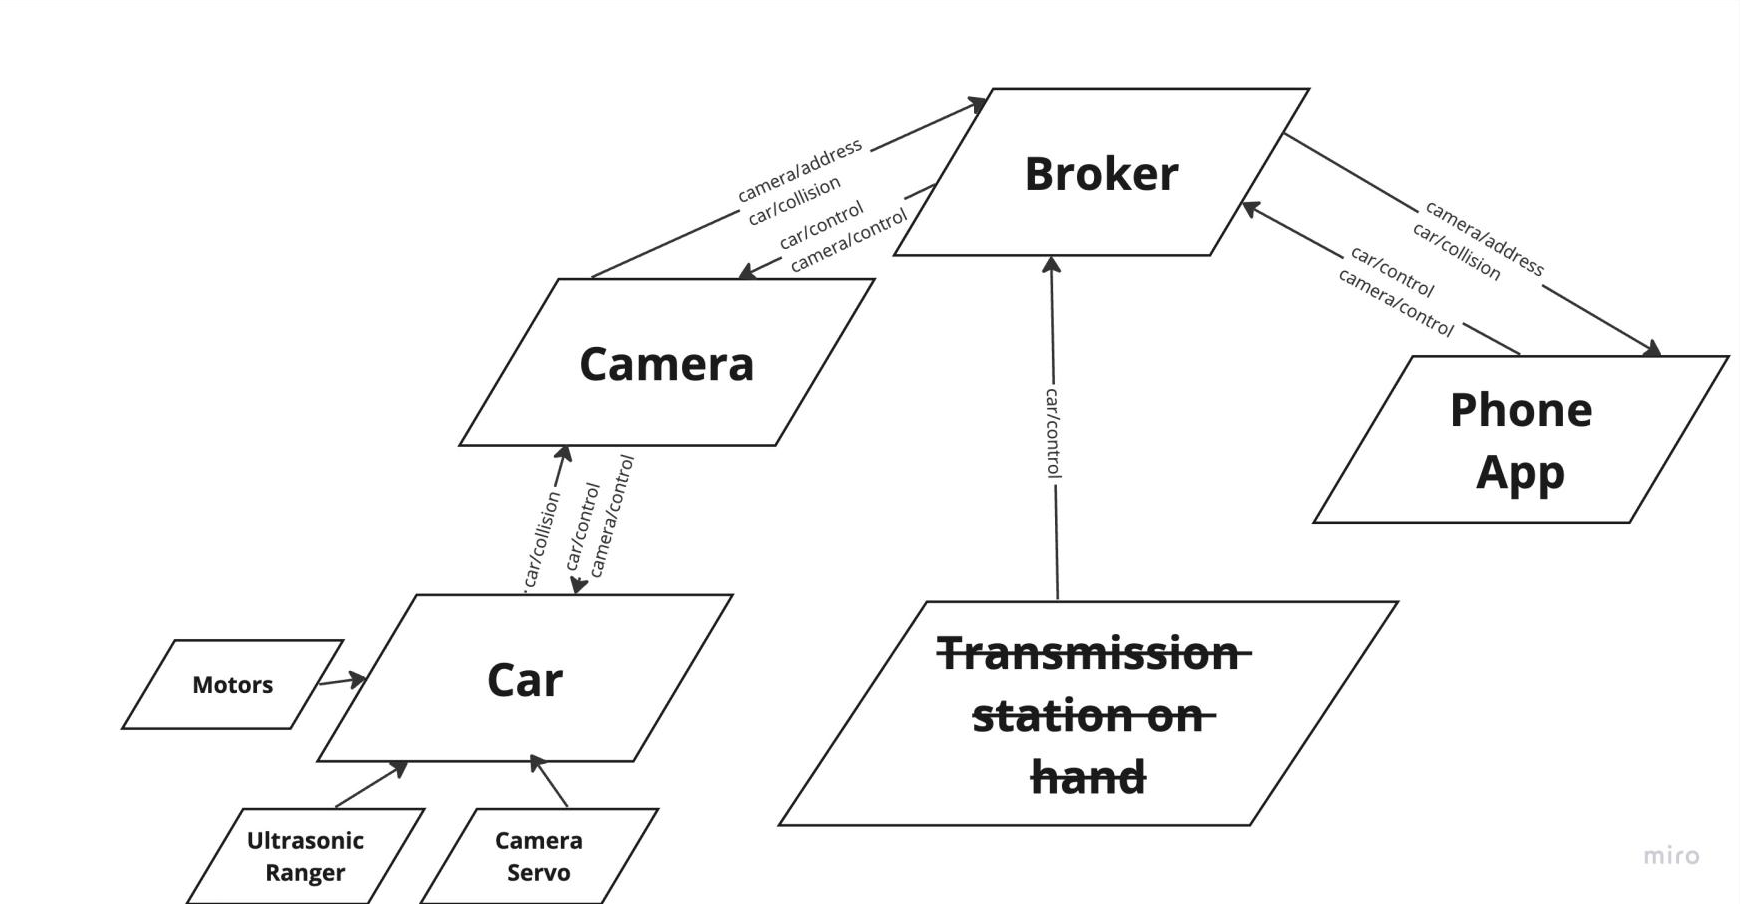 Broker
camera/address
car/collision
car/control
camera/control
camera/address
car/collision
car/control
camera/control
Camera
Phone
App
car/control
car/collision
car/control
camera/control
Car
Motors
Transmission
station on
hand
Ultrasonic
Ranger
Camera
Servo
miro